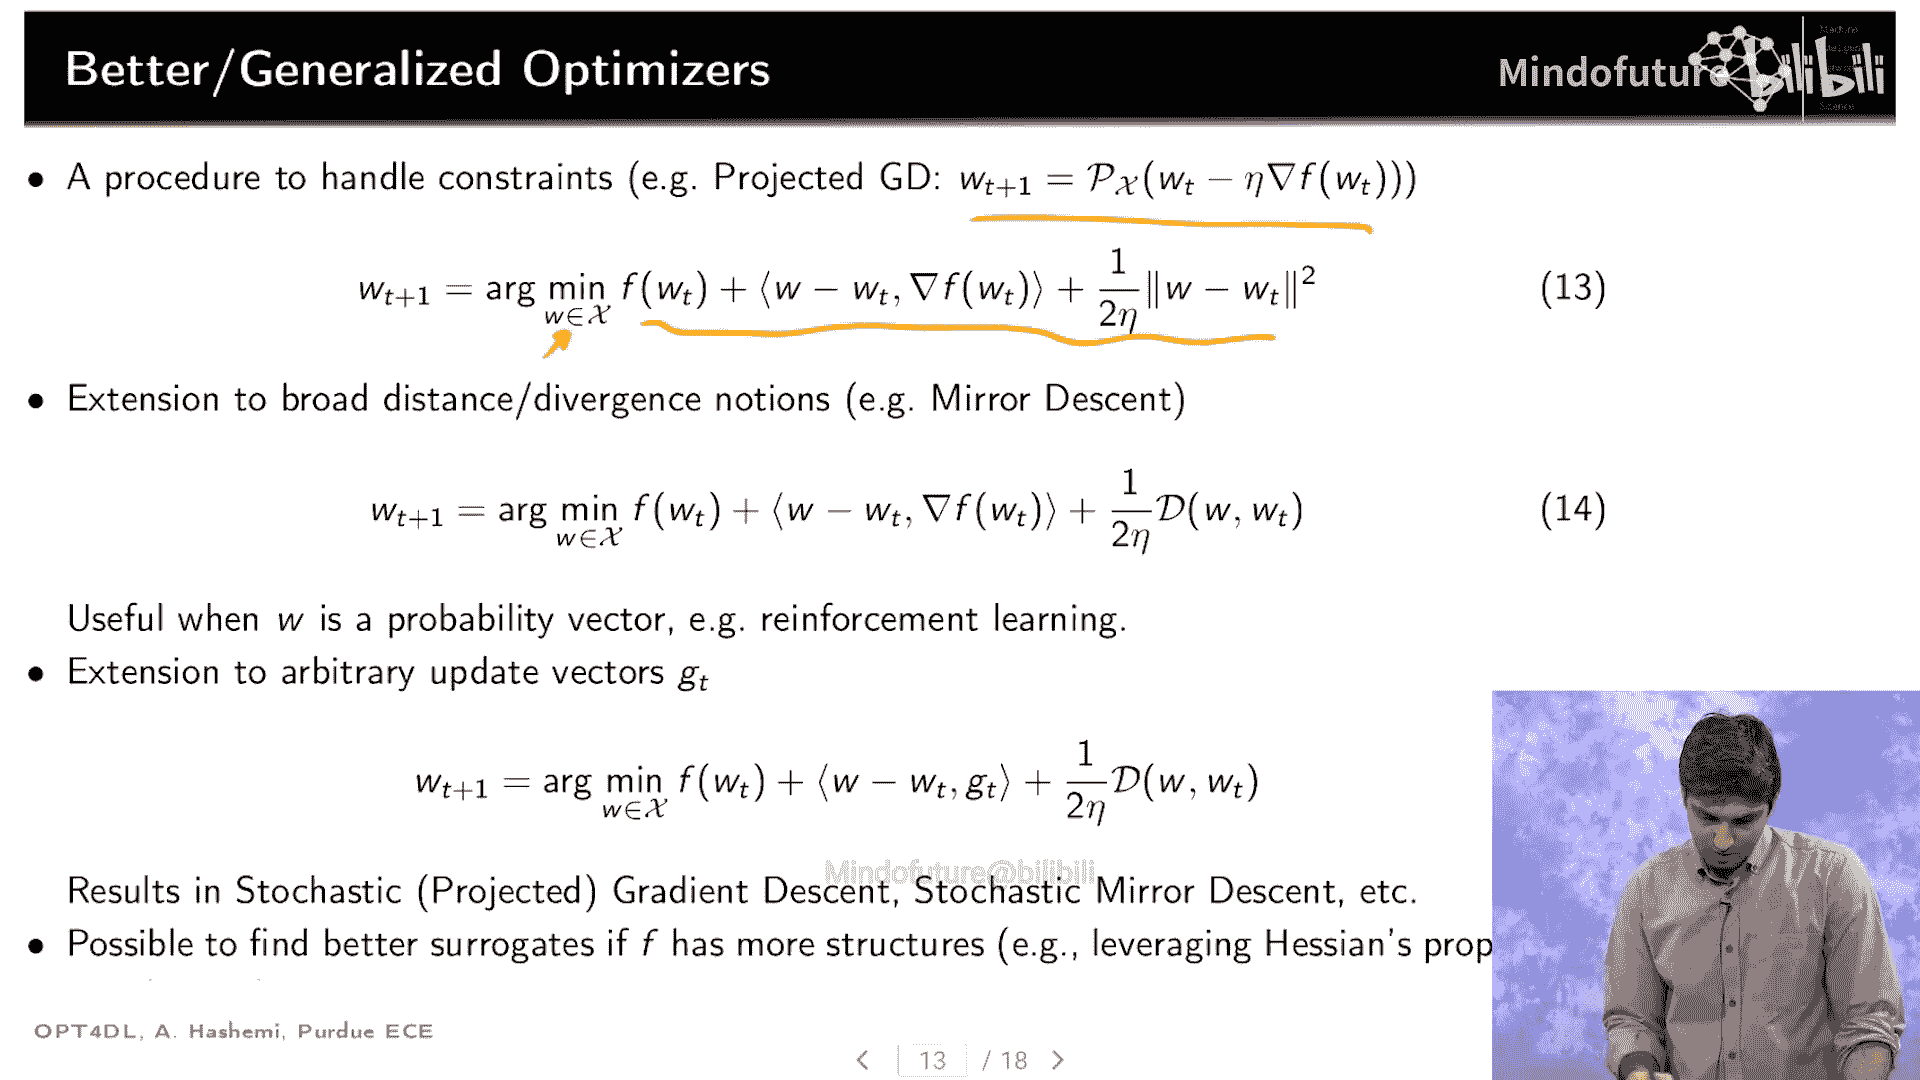 Better/Generalized Optimizers
Mindofuture bilibili
• A procedure to handle constraints (e.g. Projected GD: w_{t+1} = 𝒫_𝒳(w_t − η∇f(w_t)))
w_{t+1} = arg min_{w∈𝒳} f(w_t) + ⟨w − w_t, ∇f(w_t)⟩ + \frac{1}{2η}‖w − w_t‖² (13)
• Extension to broad distance/divergence notions (e.g. Mirror Descent)
w_{t+1} = arg min_{w∈𝒳} f(w_t) + ⟨w − w_t, ∇f(w_t)⟩ + \frac{1}{2η}𝒟(w, w_t) (14)
Useful when w is a probability vector, e.g. reinforcement learning.
• Extension to arbitrary update vectors g_t
w_{t+1} = arg min_{w∈𝒳} f(w_t) + ⟨w − w_t, g_t⟩ + \frac{1}{2η}𝒟(w, w_t)
Mindofuture@bilibili
Results in Stochastic (Projected) Gradient Descent, Stochastic Mirror Descent, etc.
• Possible to find better surrogates if f has more structures (e.g., leveraging Hessian's prop
OPT4DL, A. Hashemi, Purdue ECE
13 / 18